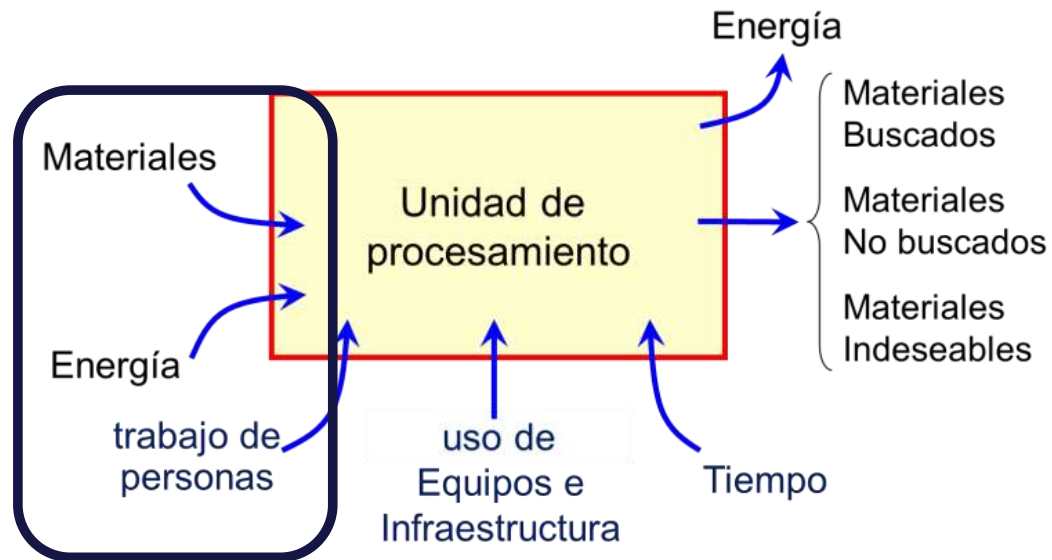 Energía
Materiales
Buscados
Materiales
No buscados
Materiales
Indeseables
Materiales
Energía
Unidad de
procesamiento
trabajo de
personas
uso de
Equipos e
Infraestructura
Tiempo